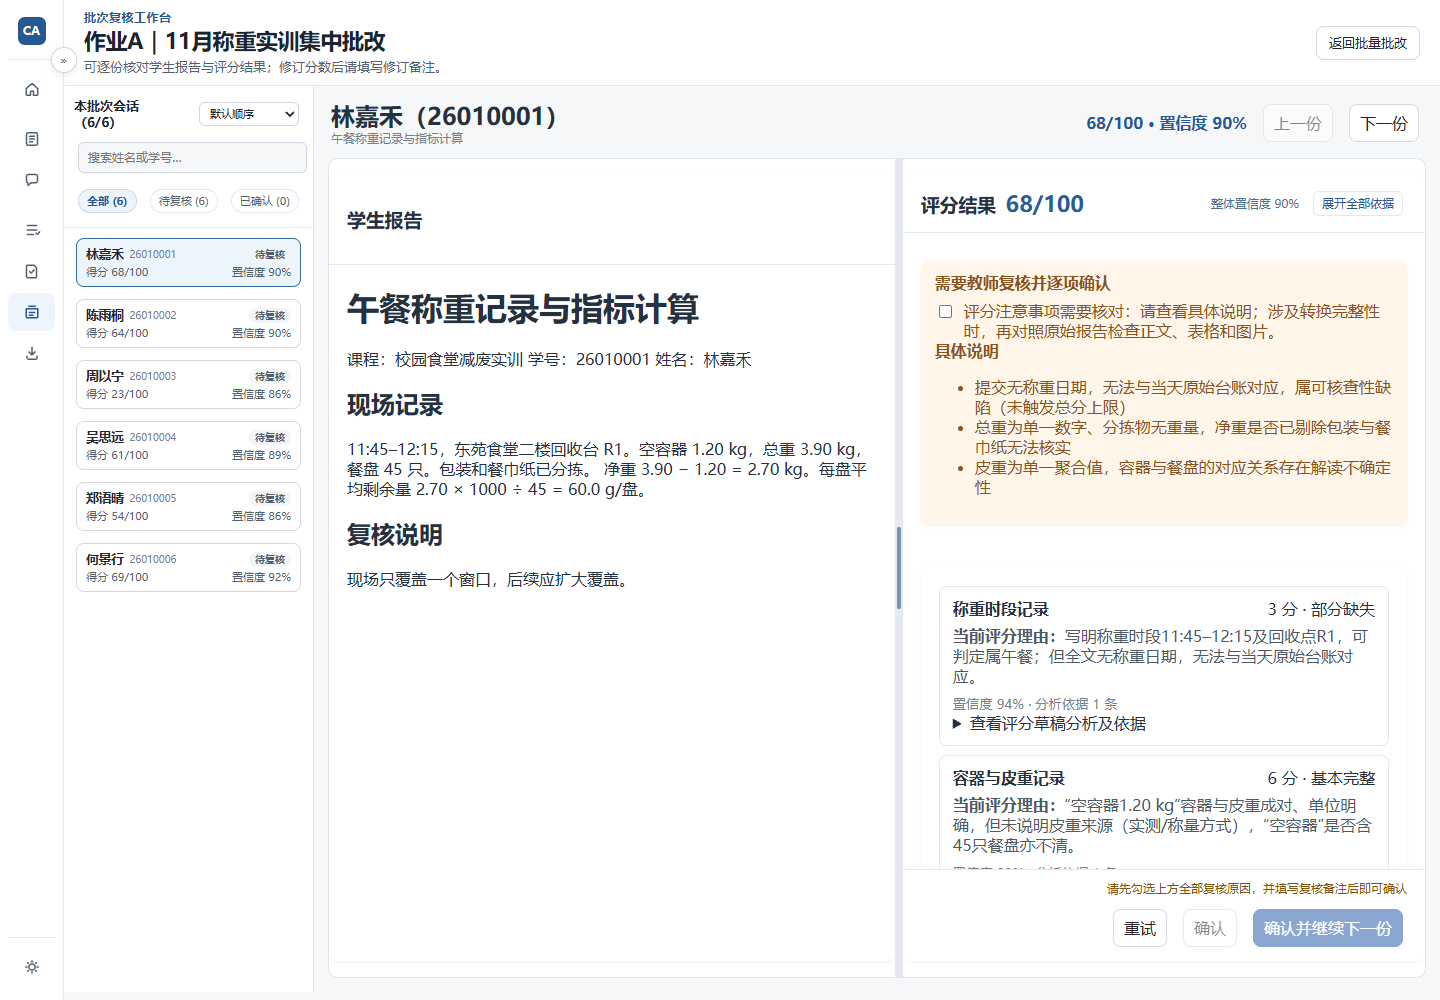 CA
»
批次复核工作台
作业A｜11月称重实训集中批改
可逐份核对学生报告与评分结果；修订分数后请填写修订备注。
返回批量批改
本批次会话
（6/6）
默认顺序
搜索姓名或学号...
全部 (6)
待复核 (6)
已确认 (0)
林嘉禾 26010001 待复核
得分 68/100 置信度 90%
陈雨桐 26010002 待复核
得分 64/100 置信度 90%
周以宁 26010003 待复核
得分 23/100 置信度 86%
吴思远 26010004 待复核
得分 61/100 置信度 89%
郑语晴 26010005 待复核
得分 54/100 置信度 86%
何景行 26010006 待复核
得分 69/100 置信度 92%
林嘉禾（26010001）
午餐称重记录与指标计算
68/100 • 置信度 90%
上一份
下一份
学生报告
午餐称重记录与指标计算
课程：校园食堂减废实训 学号：26010001 姓名：林嘉禾
现场记录
11:45–12:15，东苑食堂二楼回收台 R1。空容器 1.20 kg，总重 3.90 kg，
餐盘 45 只。包装和餐巾纸已分拣。 净重 3.90 − 1.20 = 2.70 kg。每盘平
均剩余量 2.70 × 1000 ÷ 45 = 60.0 g/盘。
复核说明
现场只覆盖一个窗口，后续应扩大覆盖。
评分结果 68/100
整体置信度 90%
展开全部依据
需要教师复核并逐项确认
评分注意事项需要核对：请查看具体说明；涉及转换完整性
时，再对照原始报告检查正文、表格和图片。
具体说明
• 提交无称重日期，无法与当天原始台账对应，属可核查性缺
陷（未触发总分上限）
• 总重为单一数字、分拣物无重量，净重是否已剔除包装与餐
巾纸无法核实
• 皮重为单一聚合值，容器与餐盘的对应关系存在解读不确定
性
称重时段记录 3 分 · 部分缺失
当前评分理由：写明称重时段11:45–12:15及回收点R1，可
判定属午餐；但全文无称重日期，无法与当天原始台账对
应。
置信度 94% · 分析依据 1 条
▶ 查看评分草稿分析及依据
容器与皮重记录 6 分 · 基本完整
当前评分理由：“空容器1.20 kg”容器与皮重成对、单位明
确，但未说明皮重来源（实测/称量方式），“空容器”是否含
45只餐盘亦不清。
请先勾选上方全部复核原因，并填写复核备注后即可确认
重试
确认
确认并继续下一份